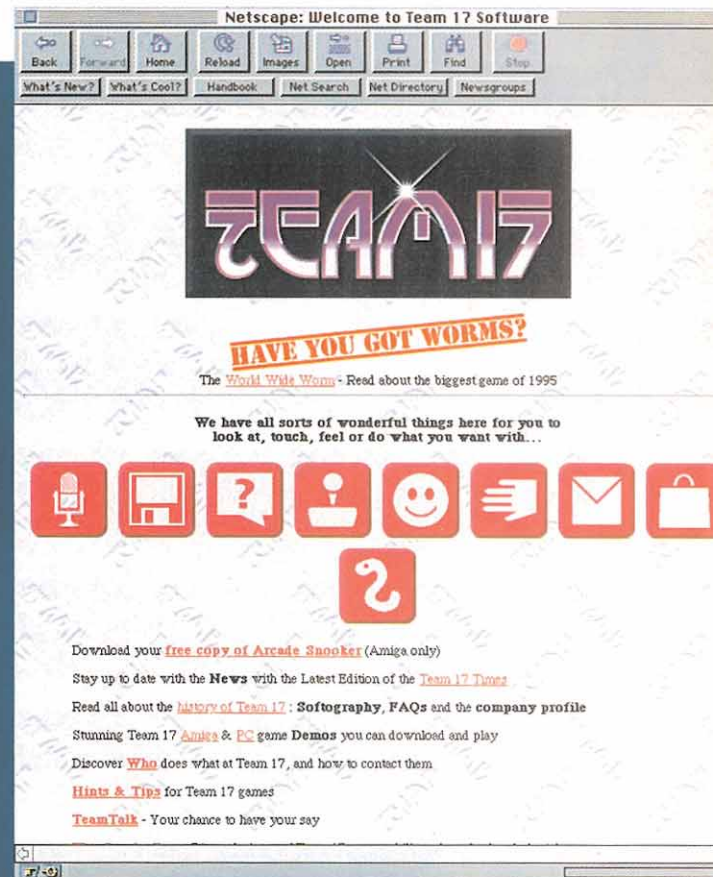 Netscape: Welcome to Team 17 Software
Back Forward Home Reload Images Open Print Find Stop
What's New? What's Cool? Handbook Net Search Net Directory Newsgroups
TEAM17
HAVE YOU GOT WORMS?
The World Wide Worm - Read about the biggest game of 1995
We have all sorts of wonderful things here for you to
look at, touch, feel or do what you want with...
?
Download your free copy of Arcade Snooker (Amiga only)
Stay up to date with the News with the Latest Edition of the Team 17 Times
Read all about the history of Team 17 : Softography, FAQs and the company profile
Stunning Team 17 Amiga & PC game Demos you can download and play
Discover Who does what at Team 17, and how to contact them
Hints & Tips for Team 17 games
TeamTalk - Your chance to have your say